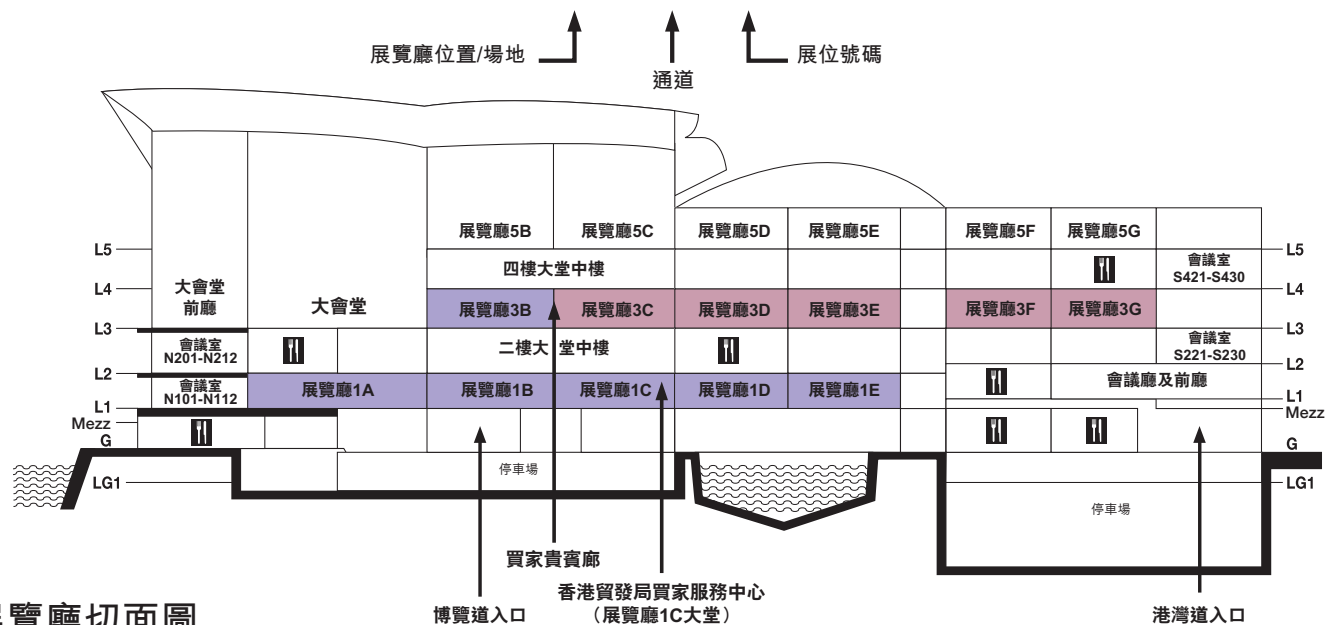 展覽廳位置/場地
通道
展位號碼
展覽廳5B
展覽廳5C
展覽廳5D
展覽廳5E
展覽廳5F
展覽廳5G
L5
L5
四樓大堂中樓
會議室
S421-S430
L4
L4
大會堂
前廳
大會堂
展覽廳3B
展覽廳3C
展覽廳3D
展覽廳3E
展覽廳3F
展覽廳3G
L3
L3
會議室
N201-N212
二樓大堂中樓
會議室
S221-S230
L2
L2
會議室
N101-N112
展覽廳1A
展覽廳1B
展覽廳1C
展覽廳1D
展覽廳1E
會議廳及前廳
L1
L1
Mezz
Mezz
G
G
停車場
LG1
LG1
停車場
買家貴賓廊
香港貿發局買家服務中心
（展覽廳1C大堂）
博覽道入口
港灣道入口
覽廳切面圖